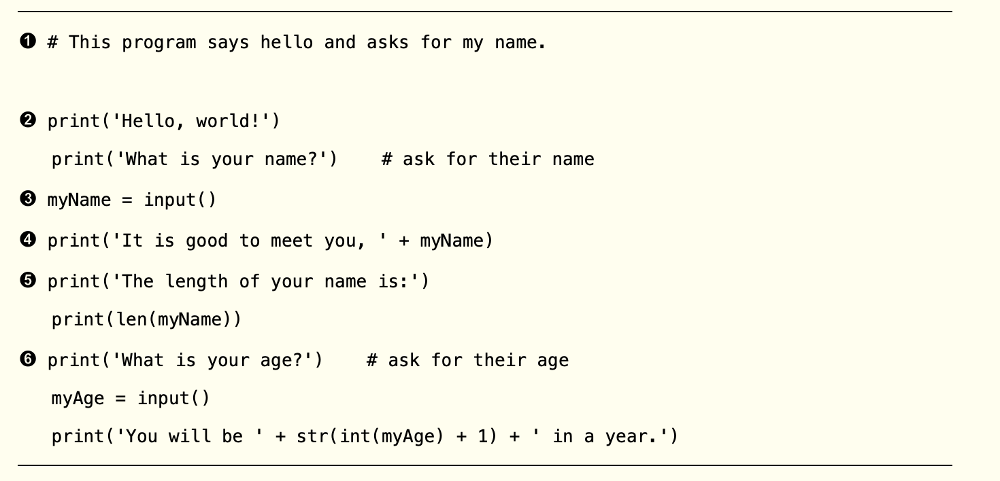 ❶ # This program says hello and asks for my name.
❷ print('Hello, world!')
print('What is your name?')    # ask for their name
❸ myName = input()
❹ print('It is good to meet you, ' + myName)
❺ print('The length of your name is:')
print(len(myName))
❻ print('What is your age?')    # ask for their age
myAge = input()
print('You will be ' + str(int(myAge) + 1) + ' in a year.')